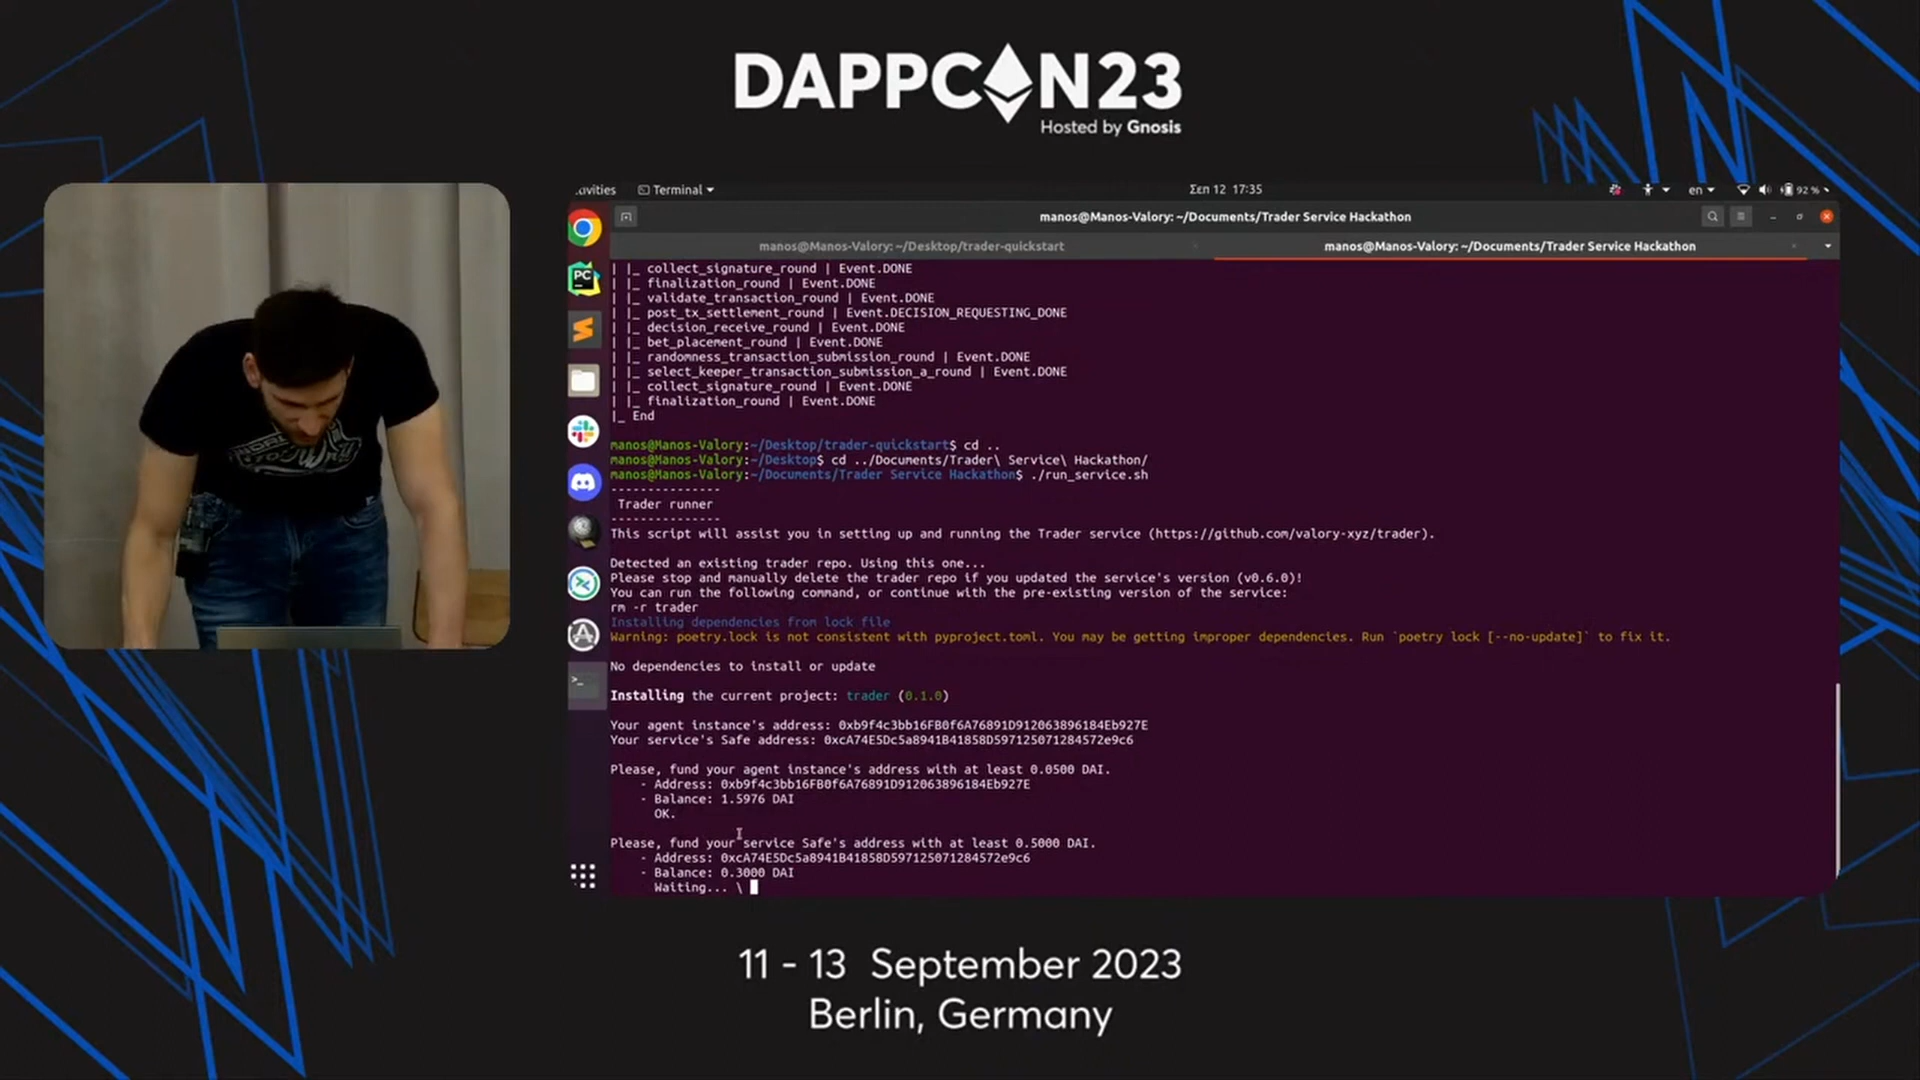 DAPPCON23
Hosted by Gnosis
ivities
Terminal
Σεπ 12 17:35
en
92 %
manos@Manos-Valory: ~/Documents/Trader Service Hackathon
manos@Manos-Valory: ~/Desktop/trader-quickstart
manos@Manos-Valory: ~/Documents/Trader Service Hackathon
| |_ collect_signature_round | Event.DONE
| |_ finalization_round | Event.DONE
| |_ validate_transaction_round | Event.DONE
| |_ post_tx_settlement_round | Event.DECISION_REQUESTING_DONE
| |_ decision_receive_round | Event.DONE
| |_ bet_placement_round | Event.DONE
| |_ randomness_transaction_submission_round | Event.DONE
| |_ select_keeper_transaction_submission_a_round | Event.DONE
| |_ collect_signature_round | Event.DONE
| |_ finalization_round | Event.DONE
|_ End
manos@Manos-Valory:~/Desktop/trader-quickstart$ cd ..
manos@Manos-Valory:~/Desktop$ cd ../Documents/Trader\ Service\ Hackathon/
manos@Manos-Valory:~/Documents/Trader Service Hackathon$ ./run_service.sh
---------------
Trader runner
---------------
This script will assist you in setting up and running the Trader service (https://github.com/valory-xyz/trader).
Detected an existing trader repo. Using this one...
Please stop and manually delete the trader repo if you updated the service's version (v0.6.0)!
You can run the following command, or continue with the pre-existing version of the service:
rm -r trader
Installing dependencies from lock file
Warning: poetry.lock is not consistent with pyproject.toml. You may be getting improper dependencies. Run `poetry lock [--no-update]` to fix it.
No dependencies to install or update
Installing the current project: trader (0.1.0)
Your agent instance's address: 0xb9f4c3bb16FB0f6A76891D912063896184Eb927E
Your service's Safe address: 0xcA74E5Dc5a8941B41858D597125071284572e9c6
Please, fund your agent instance's address with at least 0.0500 DAI.
- Address: 0xb9f4c3bb16FB0f6A76891D912063896184Eb927E
- Balance: 1.5976 DAI
OK.
Please, fund your service Safe's address with at least 0.5000 DAI.
- Address: 0xcA74E5Dc5a8941B41858D597125071284572e9c6
- Balance: 0.3000 DAI
Waiting... \
11 - 13 September 2023
Berlin, Germany